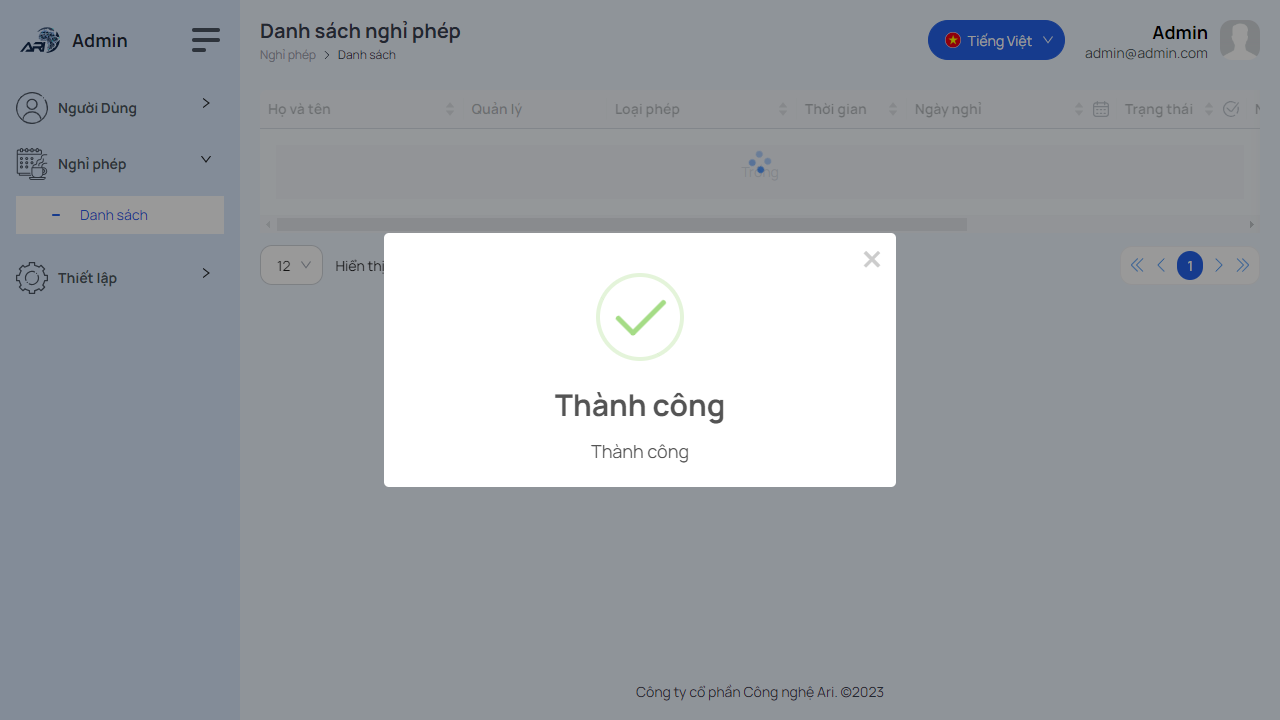 ARI Admin
Người Dùng
Nghỉ phép
Danh sách
Thiết lập
Danh sách nghỉ phép
Nghỉ phép > Danh sách
Tiếng Việt
Admin
admin@admin.com
Họ và tên Quản lý Loại phép Thời gian Ngày nghỉ Trạng thái
Trong
12 Hiển thị
1
Thành công
Thành công
Công ty cổ phần Công nghệ Ari. ©2023